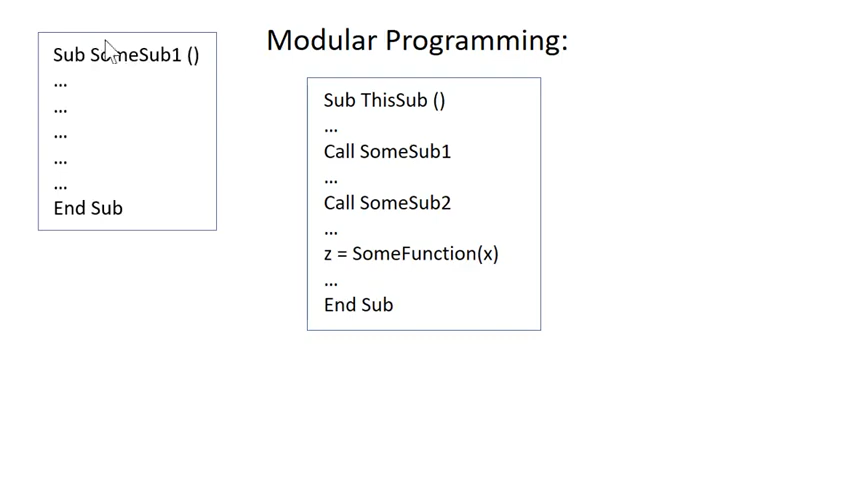 Modular Programming:
Sub SomeSub1 ()
...
...
...
...
...
End Sub
Sub ThisSub ()
...
Call SomeSub1
...
Call SomeSub2
...
z = SomeFunction(x)
...
End Sub